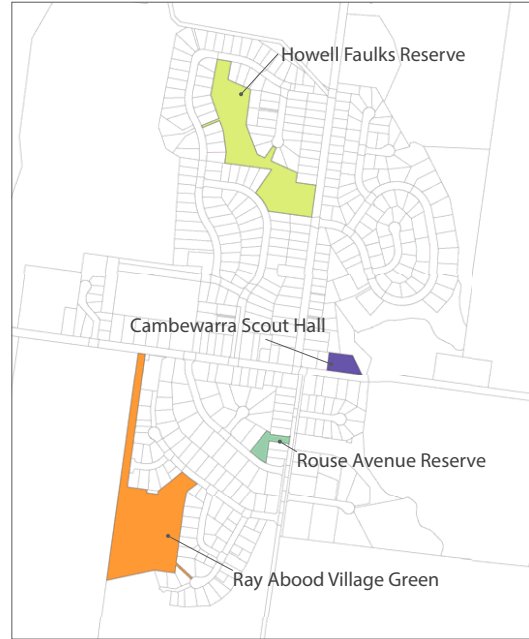 Howell Faulks Reserve
Cambewarra Scout Hall
Rouse Avenue Reserve
Ray Abood Village Green